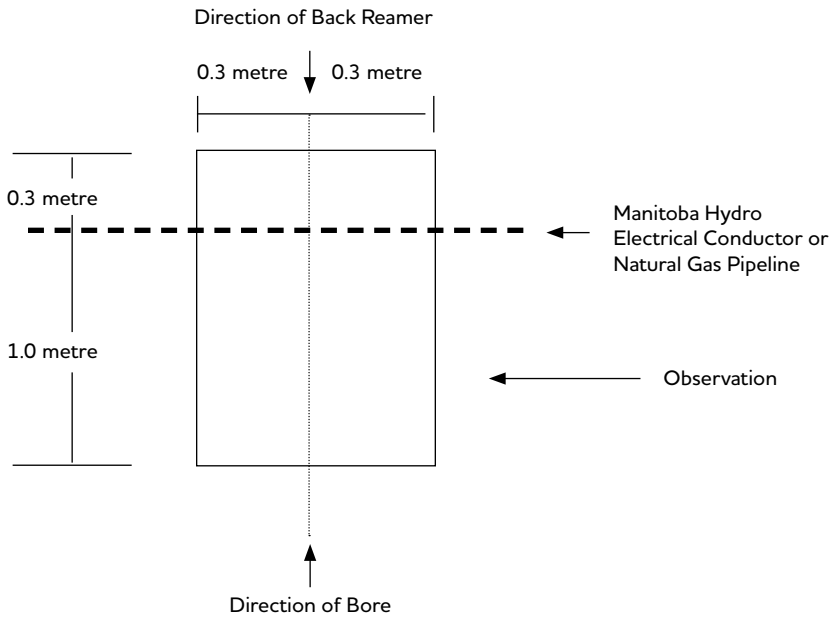 Direction of Back Reamer
0.3 metre
0.3 metre
0.3 metre
Manitoba Hydro
Electrical Conductor or
Natural Gas Pipeline
1.0 metre
Observation
Direction of Bore